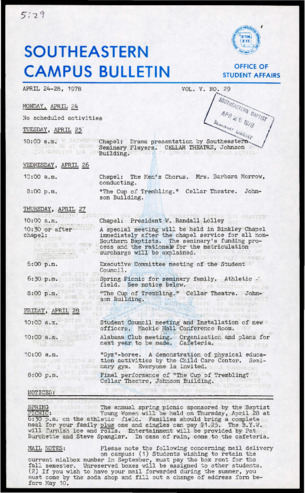 5:29
SOUTHEASTERN
CAMPUS BULLETIN
OFFICE OF
STUDENT AFFAIRS
APRIL 24-28, 1978
VOL. V. NO. 29
SOUTHEASTERN BAPTIST
APR 26 1978
MONDAY, APRIL 24
No scheduled activities
TUESDAY, APRIL 25
10:00 a.m. Chapel: Drama presentation by Southeastern
Seminary Players. CELLAR THEATRE, Johnson
Building.
WEDNESDAY, APRIL 26
10:00 a.m. Chapel: The Men's Chorus. Mrs. Barbara Morrow,
conducting.
8:00 p.m. "The Cup of Trembling." Cellar Theatre. John-
son Building.
THURSDAY, APRIL 27
10:00 a.m. Chapel: President W. Randall Lolley
10:30 or after A special meeting will be held in Binkley Chapel
chapel: immediately after the chapel service for all non-
Southern Baptists. The seminary's funding pro-
cess and the rationale for the matriculation
surcharge will be explained.
5:00 p.m. Executive Committee meeting of the Student
Council.
6:30 p.m. Spring Picnic for seminary family. Athletic
field. See notice below.
8:00 p.m. "The Cup of Trembling." Cellar Theatre. John-
son Building.
FRIDAY, APRIL 28
10:00 a.m. Student Council meeting and Installation of new
officers. Mackie Hall Conference Room.
10:00 a.m. Alabama Club meeting. Organization and plans for
next year to be made. Cafeteria.
10:00 a.m. "Gym"-boree. A demonstration of physical educa-
tion activities by the Child Care Center. Semi-
nary gym. Everyone is invited.
8:00 p.m. Final performance of "The Cup of Trembling"
Cellar Theatre, Johnson Building.
NOTICES:
SPRING The annual spring picnic sponsored by the Baptist
PICNIC: Young Women will be held on Thursday, April 28 at
6:30 p.m. on the athletic field. Families should bring a complete
meal for your family plus one and singles can pay $1.25. The B.Y.W.
will furnish ice and rolls. Entertainment will be provided by Pat
Burchette and Steve Spangler. In case of rain, come to the cafeteria.
MAIL NOTES: Please note the following concerning mail delivery
on campus: (1) Students wishing to retain the
current mailbox number in September, must pay the box rent for the
fall semester. Unreserved boxes will be assigned to other students.
(2) If you wish to have your mail forwarded during the summer, you
must come by the soda shop and fill out a change of address form be-
fore May 10.